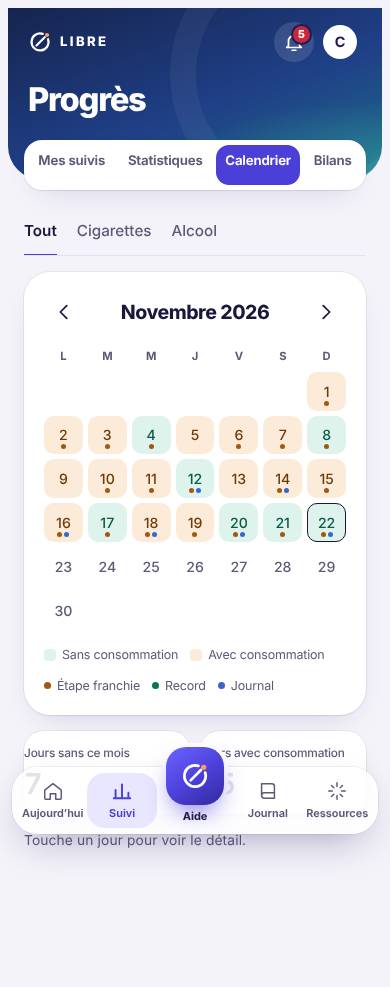 LIBRE
5
C
Progrès
Mes suivis Statistiques Calendrier Bilans
Tout Cigarettes Alcool
Novembre 2026
L M M J V S D
1
2 3 4 5 6 7 8
9 10 11 12 13 14 15
16 17 18 19 20 21 22
23 24 25 26 27 28 29
30
Sans consommation Avec consommation
Étape franchie Record Journal
Jours sans ce mois avec consommation
7
Aujourd'hui Suivi Aide Journal Ressources
Touche un jour pour voir le détail.